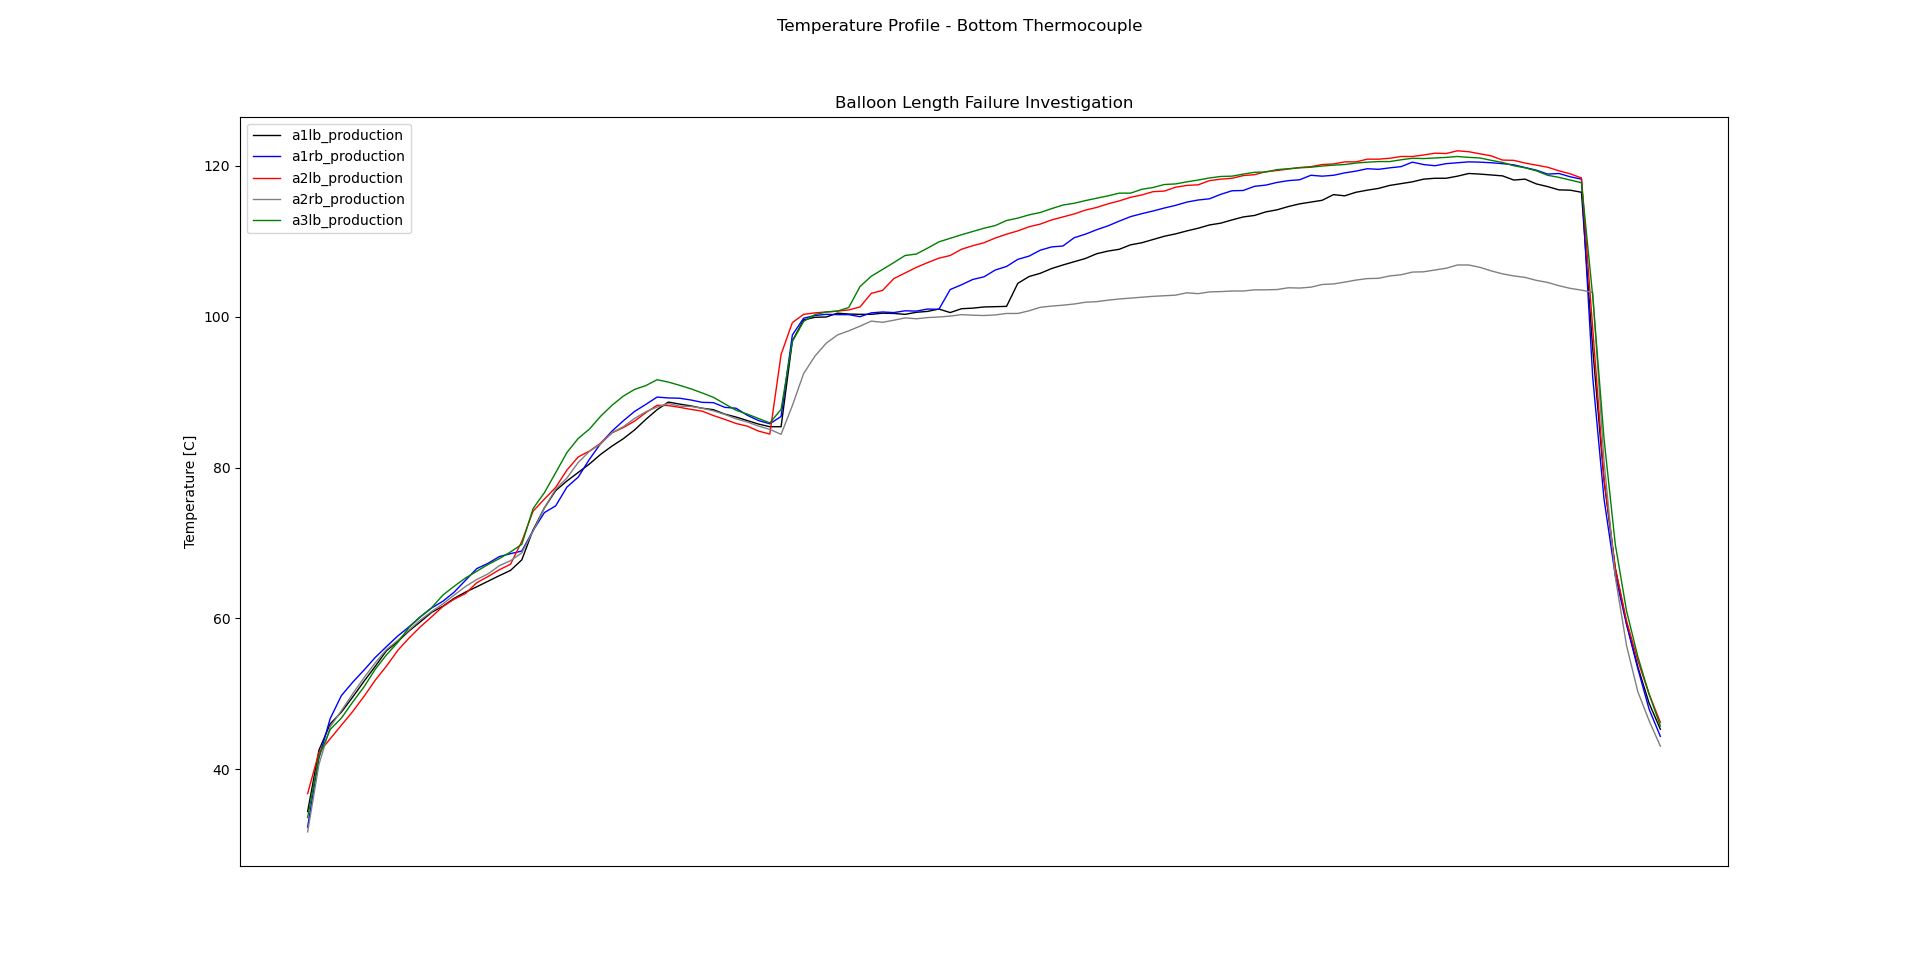 Temperature Profile - Bottom Thermocouple
Balloon Length Failure Investigation
a1lb_production
a1rb_production
a2lb_production
a2rb_production
a3lb_production
120
100
80
60
40
Temperature [C]